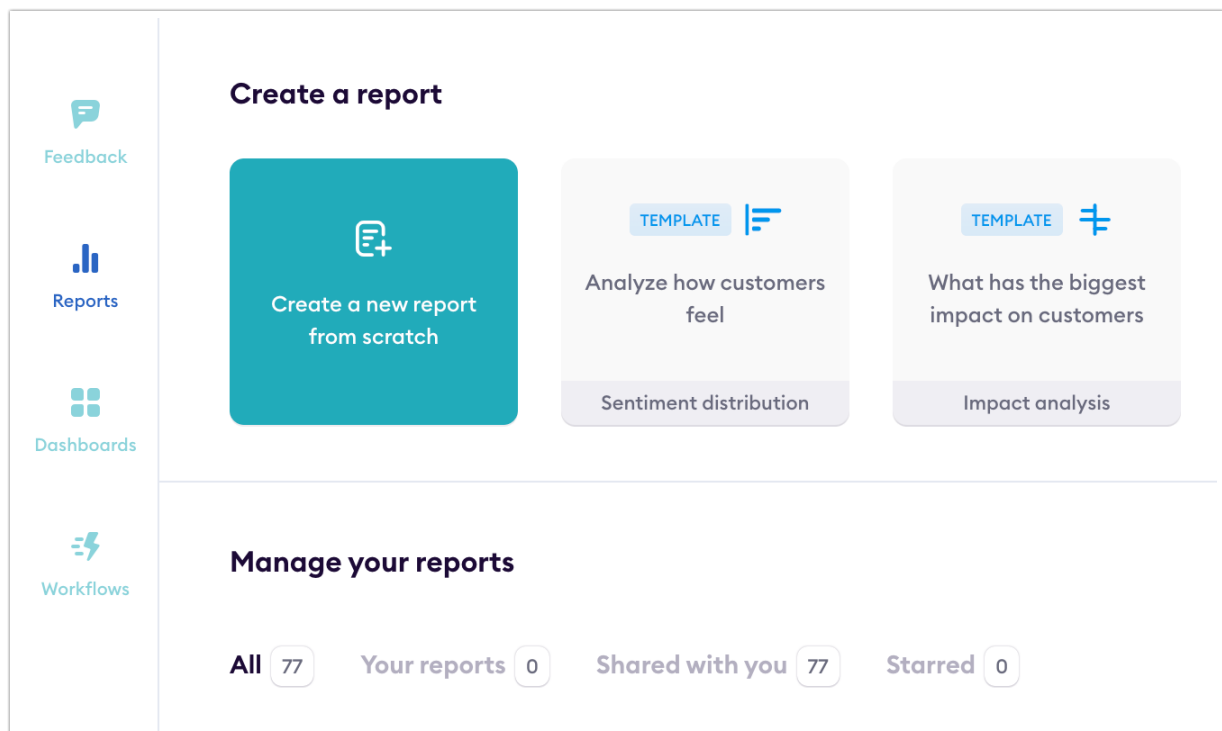 Feedback
Reports
Dashboards
Workflows
Create a report
Create a new report
from scratch
TEMPLATE
Analyze how customers
feel
Sentiment distribution
TEMPLATE
What has the biggest
impact on customers
Impact analysis
Manage your reports
All 77 Your reports 0 Shared with you 77 Starred 0